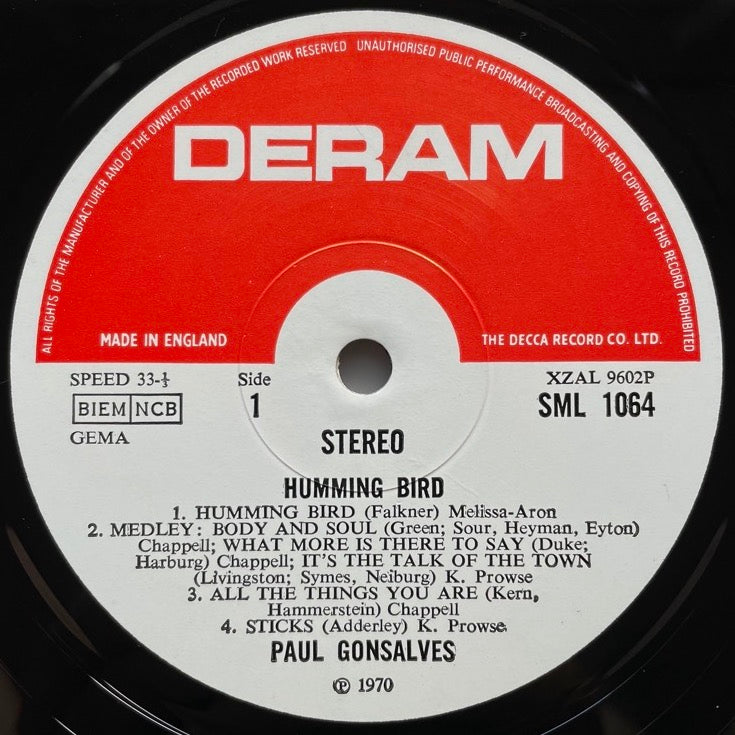 ALL RIGHTS OF THE MANUFACTURER AND OF THE OWNER OF THE RECORDED WORK RESERVED UNAUTHORISED PUBLIC PERFORMANCE BROADCASTING AND COPYING OF THIS RECORD PROHIBITED
DERAM
MADE IN ENGLAND
THE DECCA RECORD CO. LTD.
SPEED 33-⅓
Side
XZAL 9602P
BIEM NCB
1
SML 1064
GEMA
STEREO
HUMMING BIRD
1. HUMMING BIRD (Falkner) Melissa-Aron
2. MEDLEY: BODY AND SOUL (Green; Sour, Heyman, Eyton)
Chappell; WHAT MORE IS THERE TO SAY (Duke;
Harburg) Chappell; IT'S THE TALK OF THE TOWN
(Livingston; Symes, Neiburg) K. Prowse
3. ALL THE THINGS YOU ARE (Kern,
Hammerstein) Chappell
4. STICKS (Adderley) K. Prowse
PAUL GONSALVES
℗ 1970